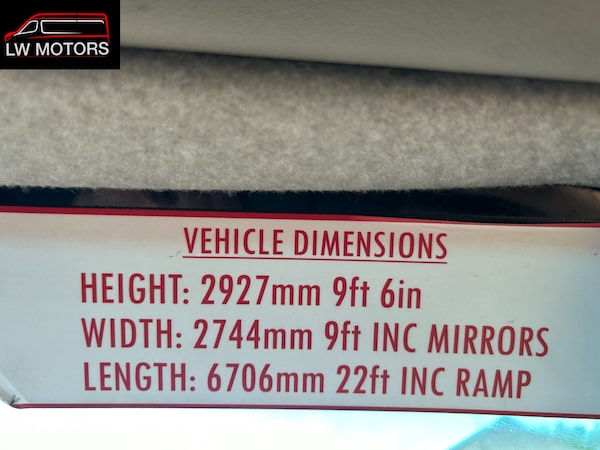 LW MOTORS
VEHICLE DIMENSIONS
HEIGHT: 2927mm 9ft 6in
WIDTH: 2744mm 9ft INC MIRRORS
LENGTH: 6706mm 22ft INC RAMP